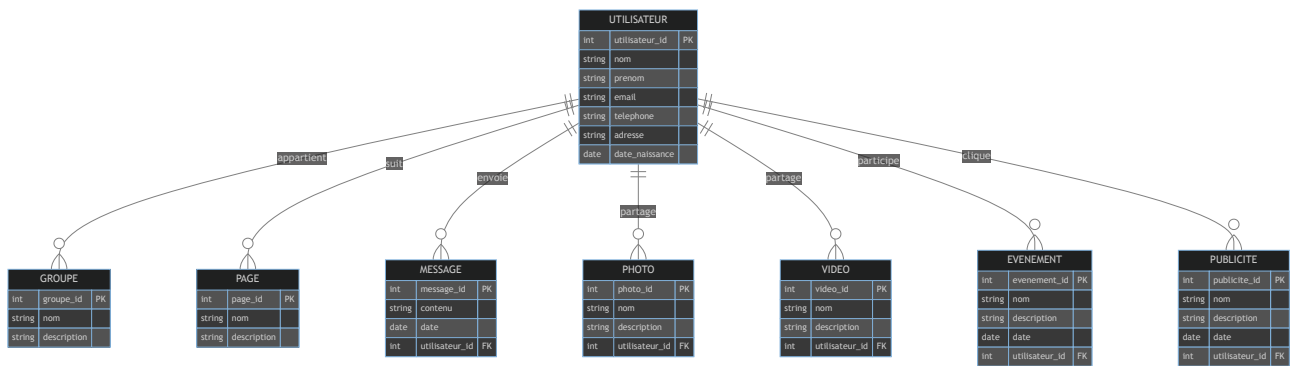 UTILISATEUR
int utilisateur_id PK
string nom
string prenom
string email
string telephone
string adresse
date date_naissance
appartient
suit
envoie
partage
partage
participe
clique
GROUPE
int groupe_id PK
string nom
string description
PAGE
int page_id PK
string nom
string description
MESSAGE
int message_id PK
string contenu
date date
int utilisateur_id FK
PHOTO
int photo_id PK
string nom
string description
int utilisateur_id FK
VIDEO
int video_id PK
string nom
string description
int utilisateur_id FK
EVENEMENT
int evenement_id PK
string nom
string description
date date
int utilisateur_id FK
PUBLICITE
int publicite_id PK
string nom
string description
date date
int utilisateur_id FK